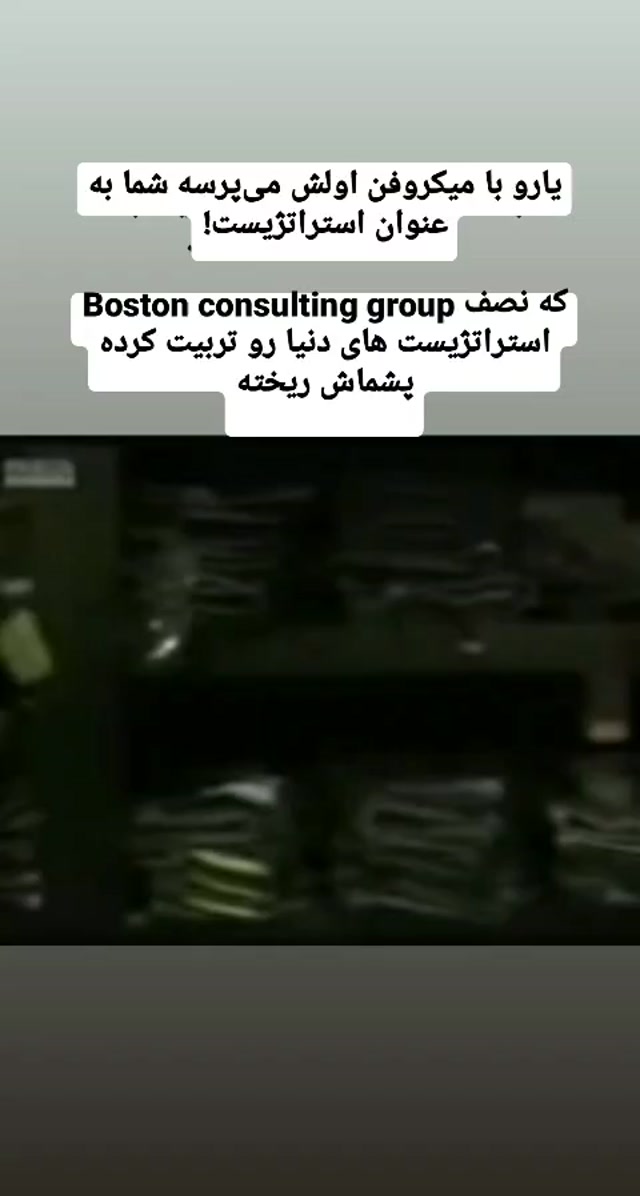 یارو با میکروفن اولش می‌پرسه شما به
عنوان استراتژیست!
Boston consulting group که نصف
استراتژیست های دنیا رو تربیت کرده
پشماش ریخته